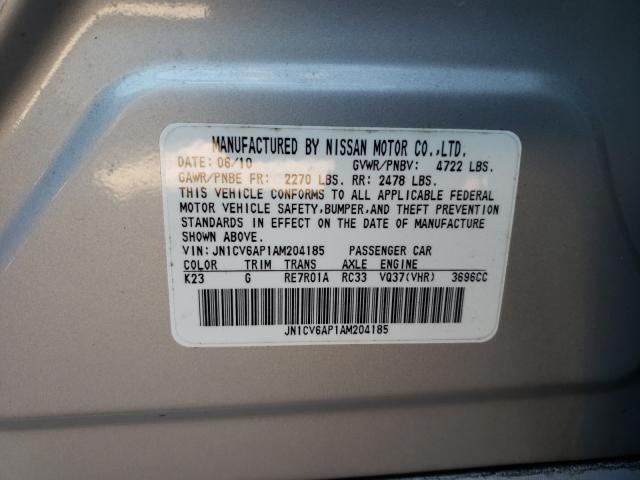 MANUFACTURED BY NISSAN MOTOR CO.,LTD.
DATE: 06/10 GVWR/PNBV: 4722 LBS.
GAWR/PNBE FR: 2270 LBS. RR: 2478 LBS.
THIS VEHICLE CONFORMS TO ALL APPLICABLE FEDERAL
MOTOR VEHICLE SAFETY,BUMPER,AND THEFT PREVENTION
STANDARDS IN EFFECT ON THE DATE OF MANUFACTURE
SHOWN ABOVE.
VIN: JN1CV6AP1AM204185 PASSENGER CAR
COLOR TRIM TRANS AXLE ENGINE
K23 G RE7R01A RC33 VQ37(VHR) 3696CC
JN1CV6AP1AM204185